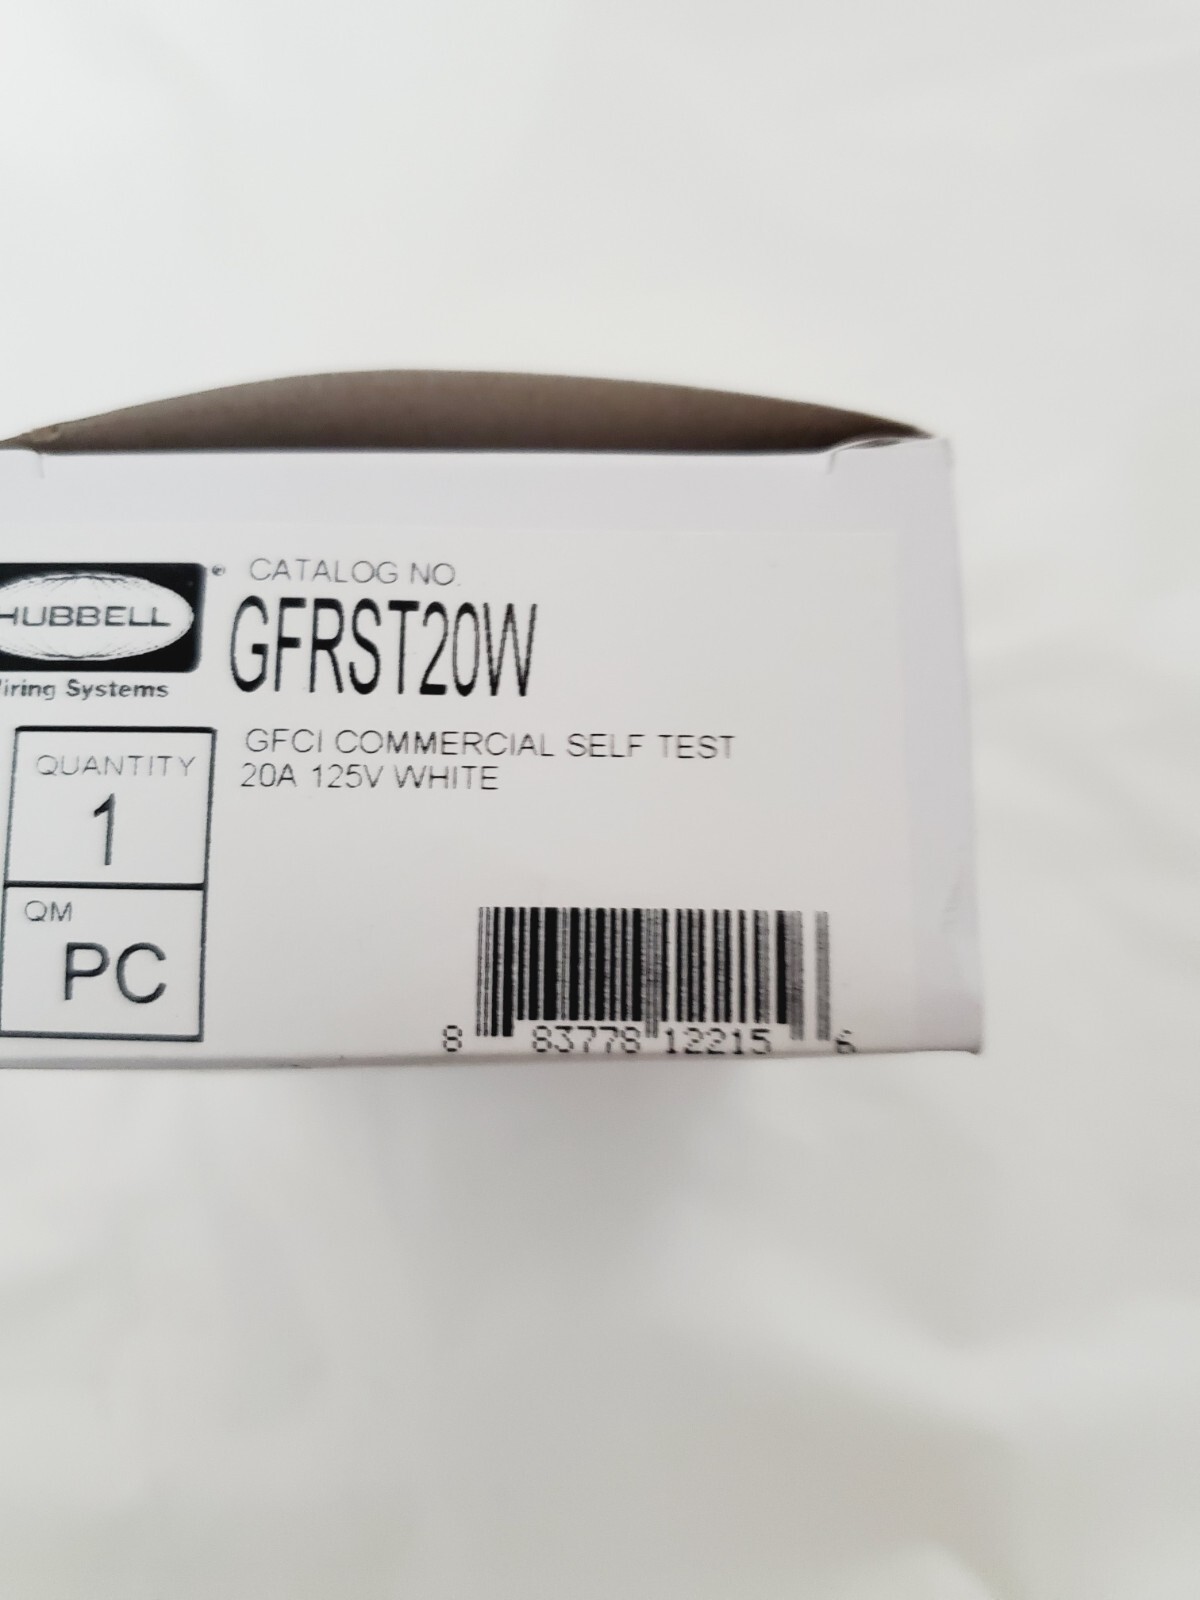 HUBBELL
®
CATALOG NO.
GFRST20W
iring Systems
GFCI COMMERCIAL SELF TEST
20A 125V WHITE
QUANTITY
1
QM
PC
8 83778 12215 6